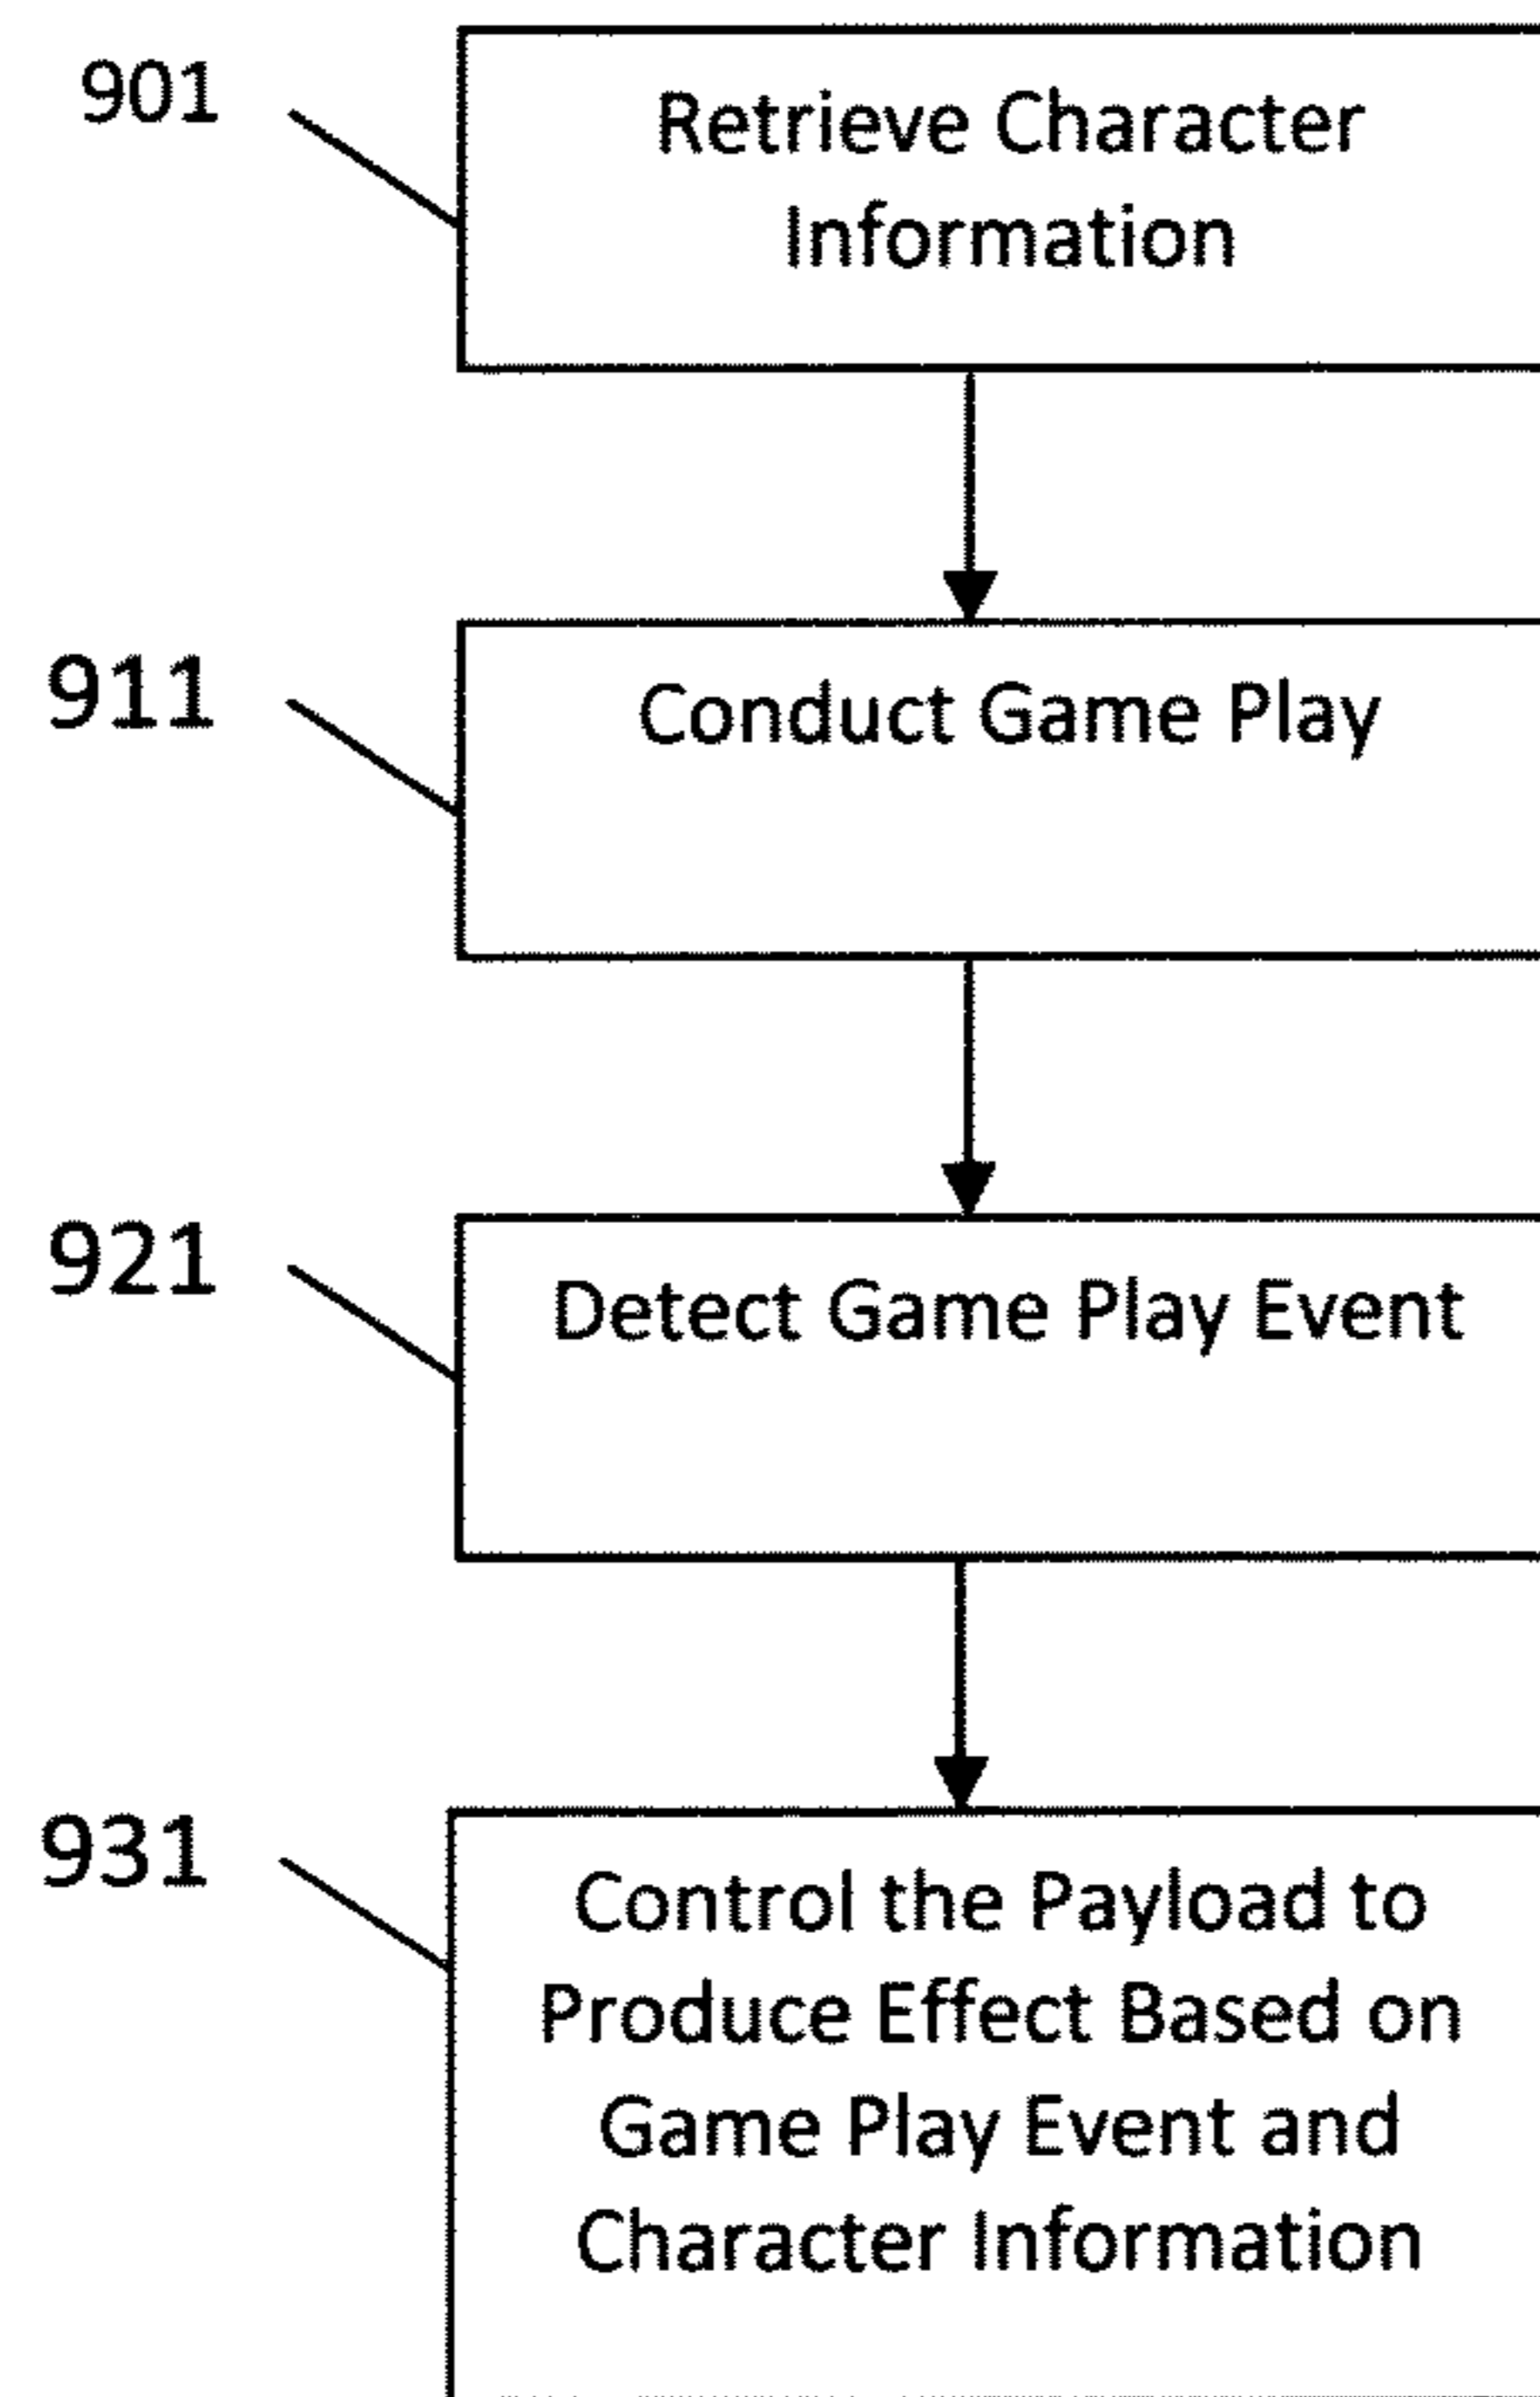 901
Retrieve Character
Information
911
Conduct Game Play
921
Detect Game Play Event
931
Control the Payload to
Produce Effect Based on
Game Play Event and
Character Information